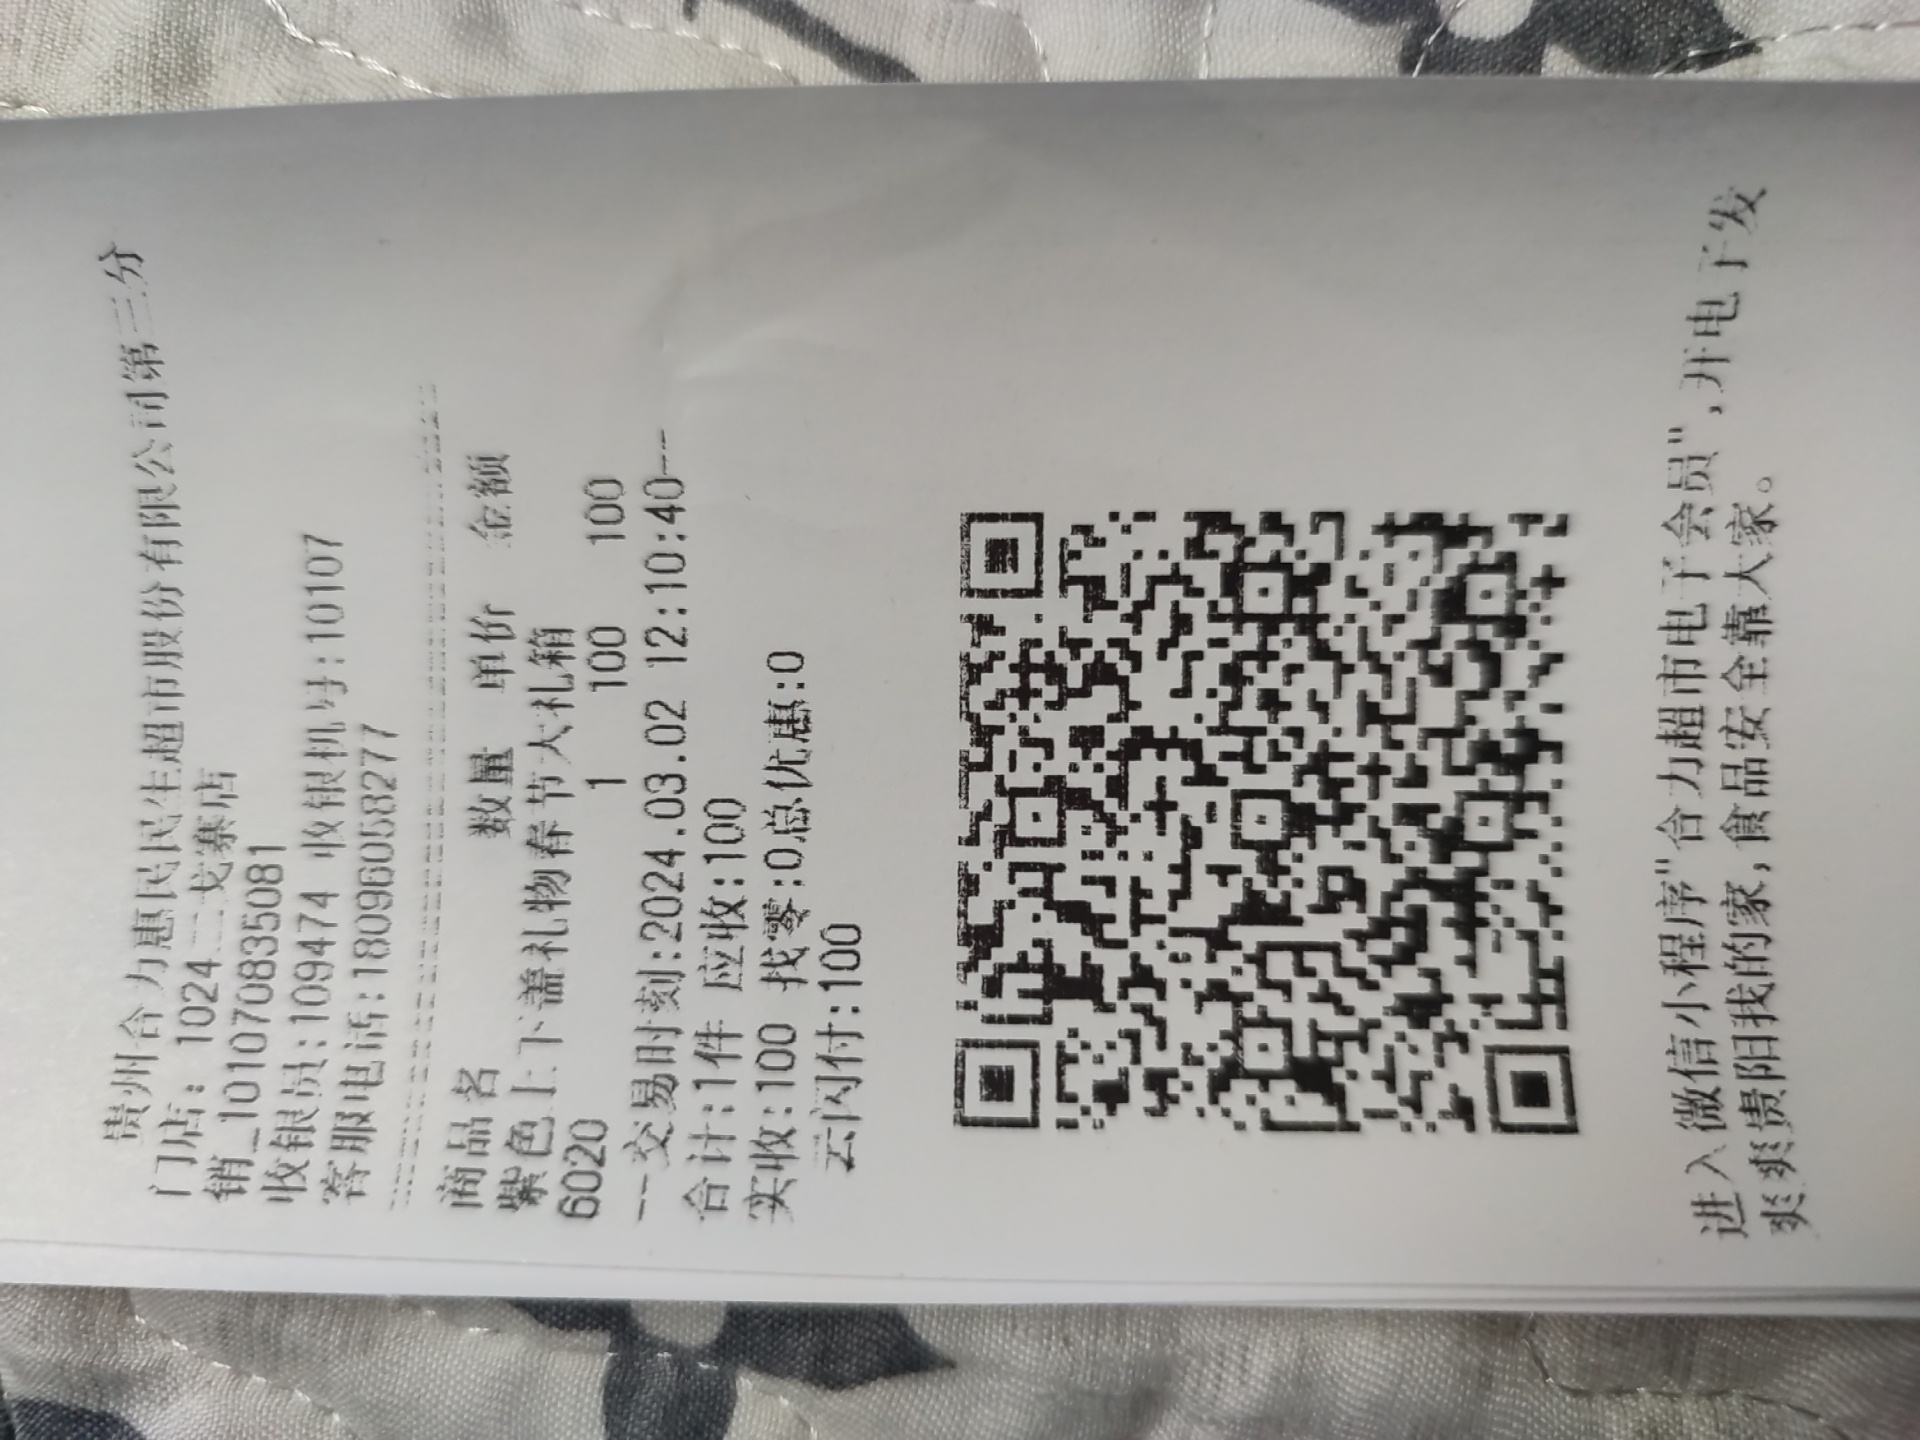 贵州合力惠民民生超市股份有限公司第三分
门店: 1024二戈寨店
销_10107083508​1
收银员:109474 收银机号:10107
客服电话:18096058277
商品名 数量 单价 金额
紫色上下盖礼物春节大礼箱
6020 1 100 100
--交易时刻:2024.03.02 12:10:40--
合计:1件 应收:100
实收:100 找零:0总优惠:0
云闪付:100
进入微信小程序"合力超市电子会员",开电子发
爽爽贵阳我的家,食品安全靠大家。